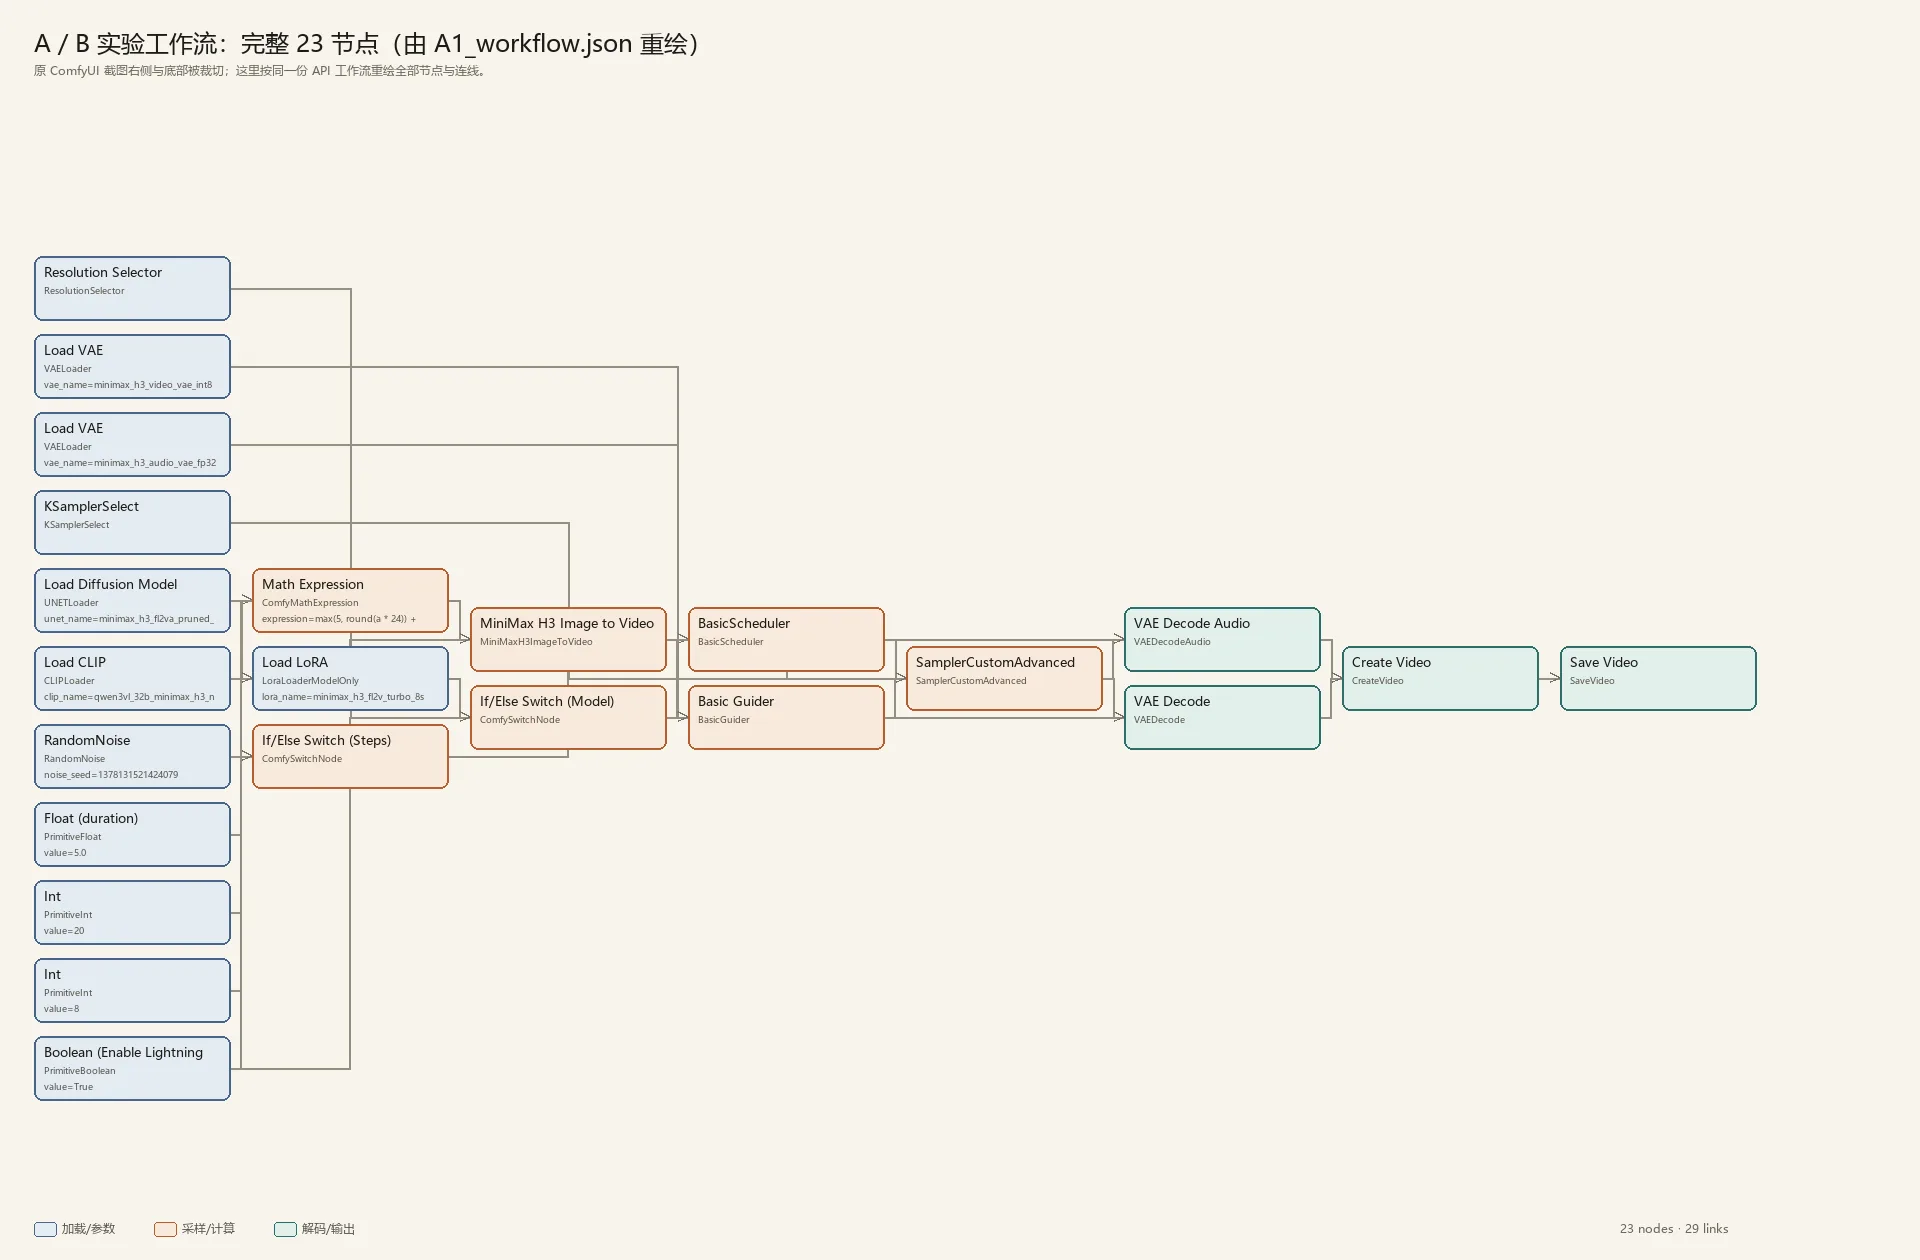 A / B 实验工作流：完整 23 节点（由 A1_workflow.json 重绘）
原 ComfyUI 截图右侧与底部被裁切；这里按同一份 API 工作流重绘全部节点与连线。
Resolution Selector
ResolutionSelector
Load VAE
VAELoader
vae_name=minimax_h3_video_vae_int8
Load VAE
VAELoader
vae_name=minimax_h3_audio_vae_fp32
KSamplerSelect
KSamplerSelect
Load Diffusion Model
UNETLoader
unet_name=minimax_h3_fl2va_pruned_
Load CLIP
CLIPLoader
clip_name=qwen3vl_32b_minimax_h3_n
RandomNoise
RandomNoise
noise_seed=1378131521424079
Float (duration)
PrimitiveFloat
value=5.0
Int
PrimitiveInt
value=20
Int
PrimitiveInt
value=8
Boolean (Enable Lightning
PrimitiveBoolean
value=True
Math Expression
ComfyMathExpression
expression=max(5, round(a * 24)) +
Load LoRA
LoraLoaderModelOnly
lora_name=minimax_h3_fl2v_turbo_8s
If/Else Switch (Steps)
ComfySwitchNode
MiniMax H3 Image to Video
MiniMaxH3ImageToVideo
If/Else Switch (Model)
ComfySwitchNode
BasicScheduler
BasicScheduler
Basic Guider
BasicGuider
SamplerCustomAdvanced
SamplerCustomAdvanced
VAE Decode Audio
VAEDecodeAudio
VAE Decode
VAEDecode
Create Video
CreateVideo
Save Video
SaveVideo
加载/参数
采样/计算
解码/输出
23 nodes · 29 links